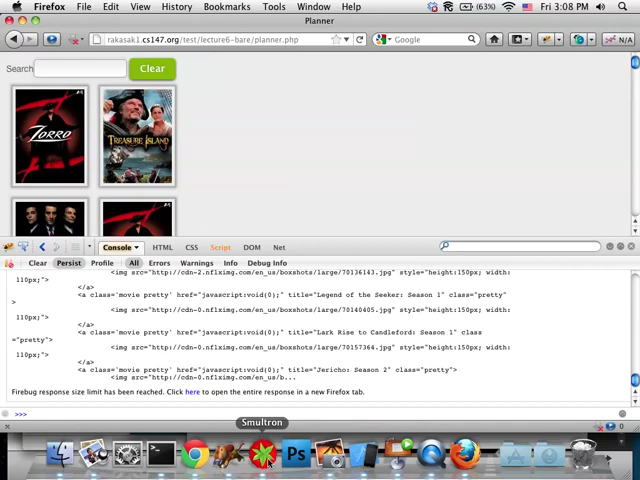 Firefox File Edit View History Bookmarks Tools Window Help (63%) Fri 3:08 PM
Planner
rakasak1.cs147.org/test/lecture6-bare/planner.php Google N/A
Search Clear
ZORRO TREASURE ISLAND
Console HTML CSS Script DOM Net
Clear Persist Profile All Errors Warnings Info Debug Info
<img src="http://cdn-2.nflximg.com/en_us/boxshots/large/70136143.jpg" style="height:150px; width:
110px;">
</a>
<a class='movie pretty' href="javascript:void(0);" title="Legend of the Seeker: Season 1" class="pretty"
>
<img src="http://cdn-0.nflximg.com/en_us/boxshots/large/70140405.jpg" style="height:150px; width:
110px;">
</a>
<a class='movie pretty' href="javascript:void(0);" title="Lark Rise to Candleford: Season 1" class
="pretty">
<img src="http://cdn-0.nflximg.com/en_us/boxshots/large/70157364.jpg" style="height:150px; width:
110px;">
</a>
<a class='movie pretty' href="javascript:void(0);" title="Jericho: Season 2" class="pretty">
<img src="http://cdn-0.nflximg.com/en_us/b...
Firebug response size limit has been reached. Click here to open the entire response in a new Firefox tab.
>>>
Smultron
0
Ps